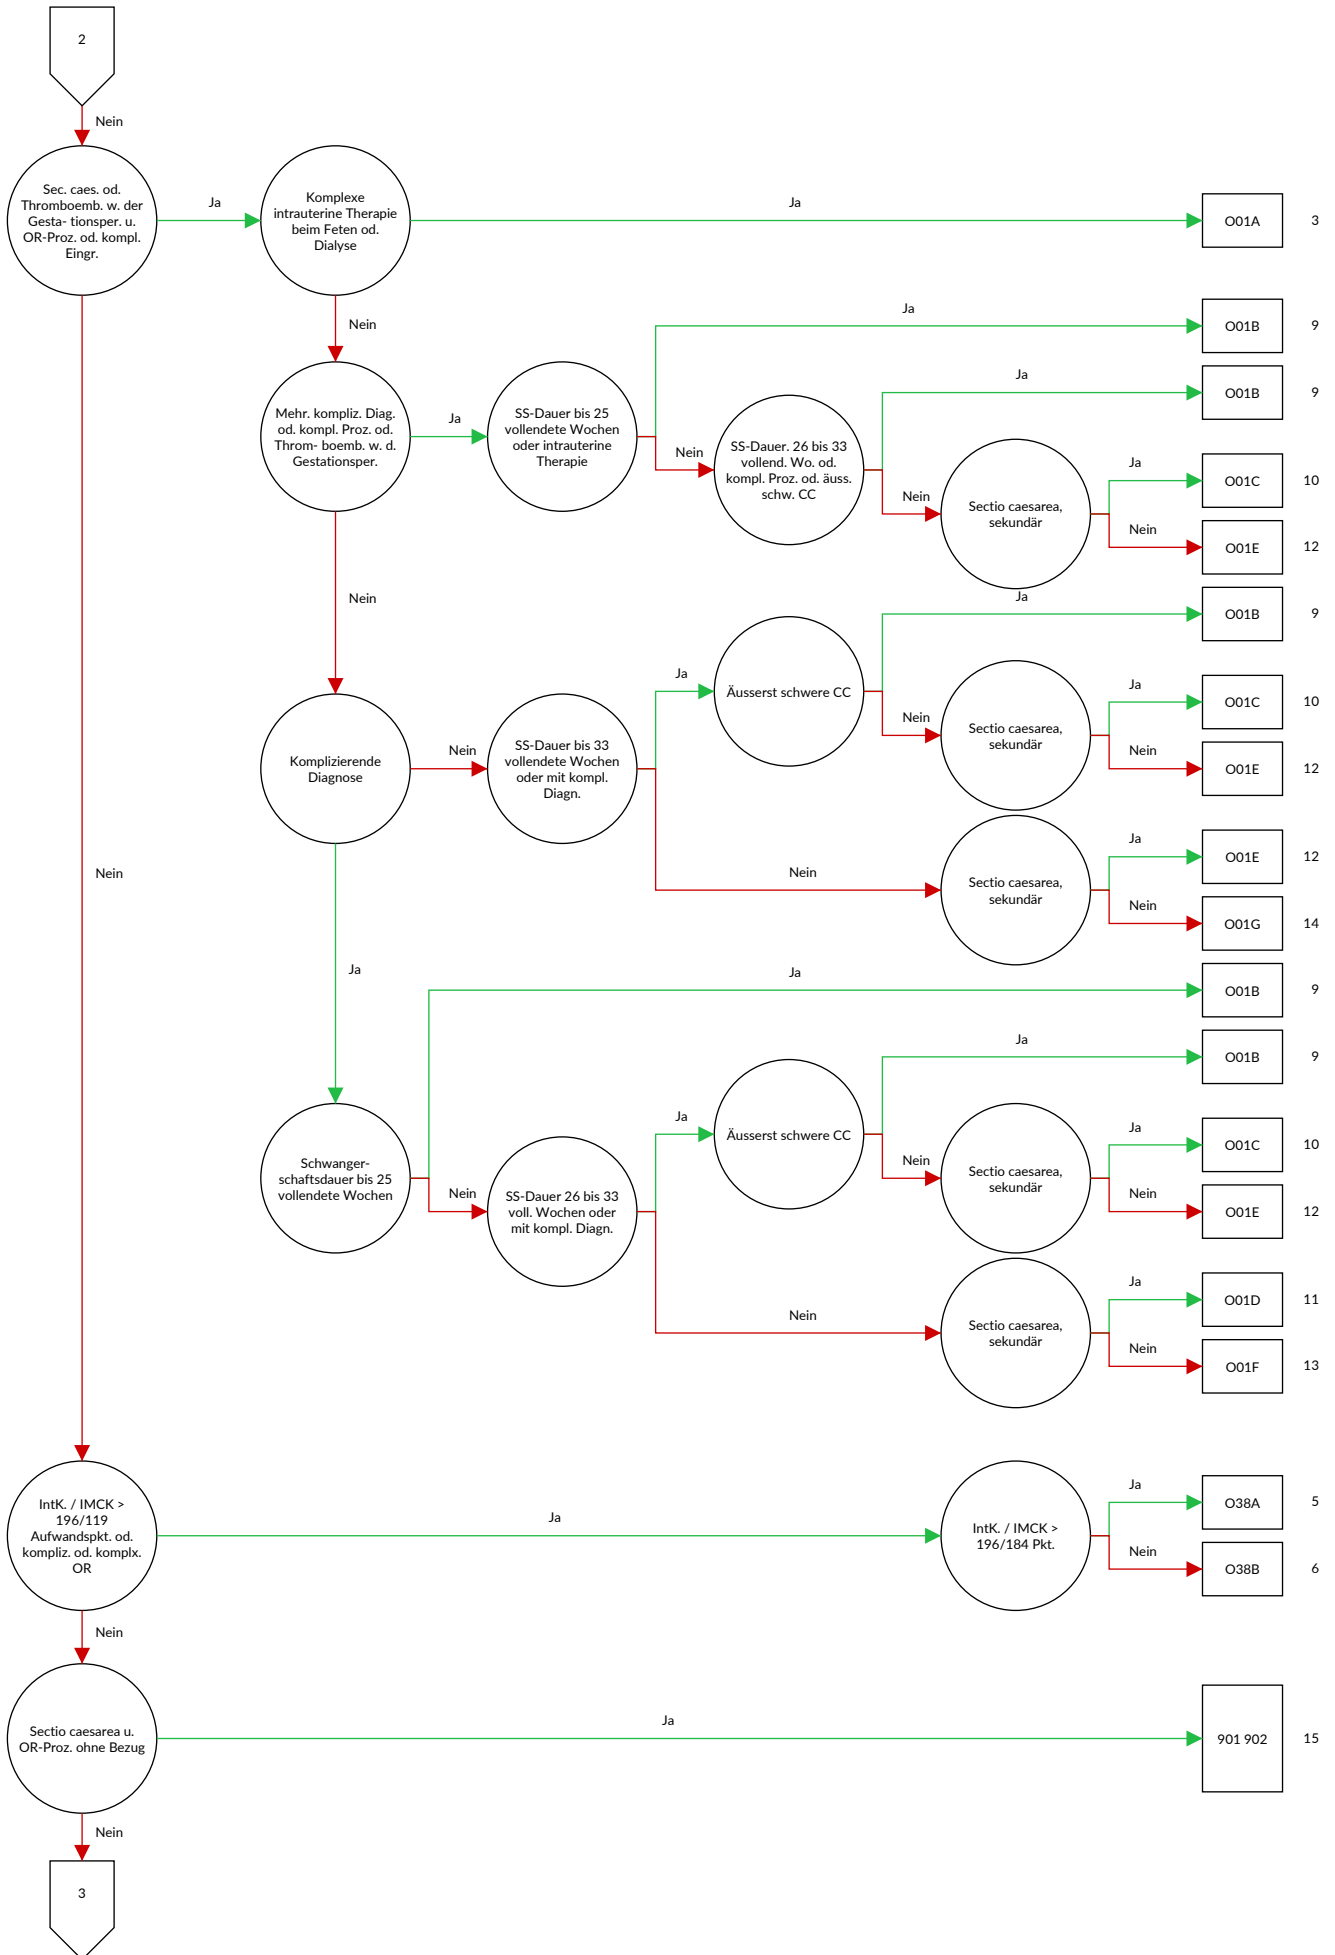 2
Nein
Sec. caes. od.
Thromboemb. w. der
Gesta- tionsper. u.
OR-Proz. od. kompl.
Eingr.
Ja
Komplexe
intrauterine Therapie
beim Feten od.
Dialyse
Ja
O01A
3
Nein
Ja
O01B
9
Mehr. kompliz. Diag.
od. kompl. Proz. od.
Throm- boemb. w. d.
Gestationsper.
Ja
SS-Dauer bis 25
vollendete Wochen
oder intrauterine
Therapie
Nein
SS-Dauer. 26 bis 33
vollend. Wo. od.
kompl. Proz. od. äuss.
schw. CC
Ja
O01B
9
Nein
Sectio caesarea,
sekundär
Ja
O01C
10
Nein
O01E
12
Nein
Ja
O01B
9
Komplizierende
Diagnose
Nein
SS-Dauer bis 33
vollendete Wochen
oder mit kompl.
Diagn.
Ja
Äusserst schwere CC
Nein
Sectio caesarea,
sekundär
Ja
O01C
10
Nein
O01E
12
Nein
Sectio caesarea,
sekundär
Ja
O01E
12
Nein
O01G
14
Nein
Ja
Ja
O01B
9
Schwanger-
schaftsdauer bis 25
vollendete Wochen
Nein
SS-Dauer 26 bis 33
voll. Wochen oder
mit kompl. Diagn.
Ja
Äusserst schwere CC
Ja
O01B
9
Nein
Sectio caesarea,
sekundär
Ja
O01C
10
Nein
O01E
12
Nein
Sectio caesarea,
sekundär
Ja
O01D
11
Nein
O01F
13
IntK. / IMCK >
196/119
Aufwandspkt. od.
kompliz. od. komplx.
OR
Ja
IntK. / IMCK >
196/184 Pkt.
Ja
O38A
5
Nein
O38B
6
Nein
Sectio caesarea u.
OR-Proz. ohne Bezug
Ja
901 902
15
Nein
3